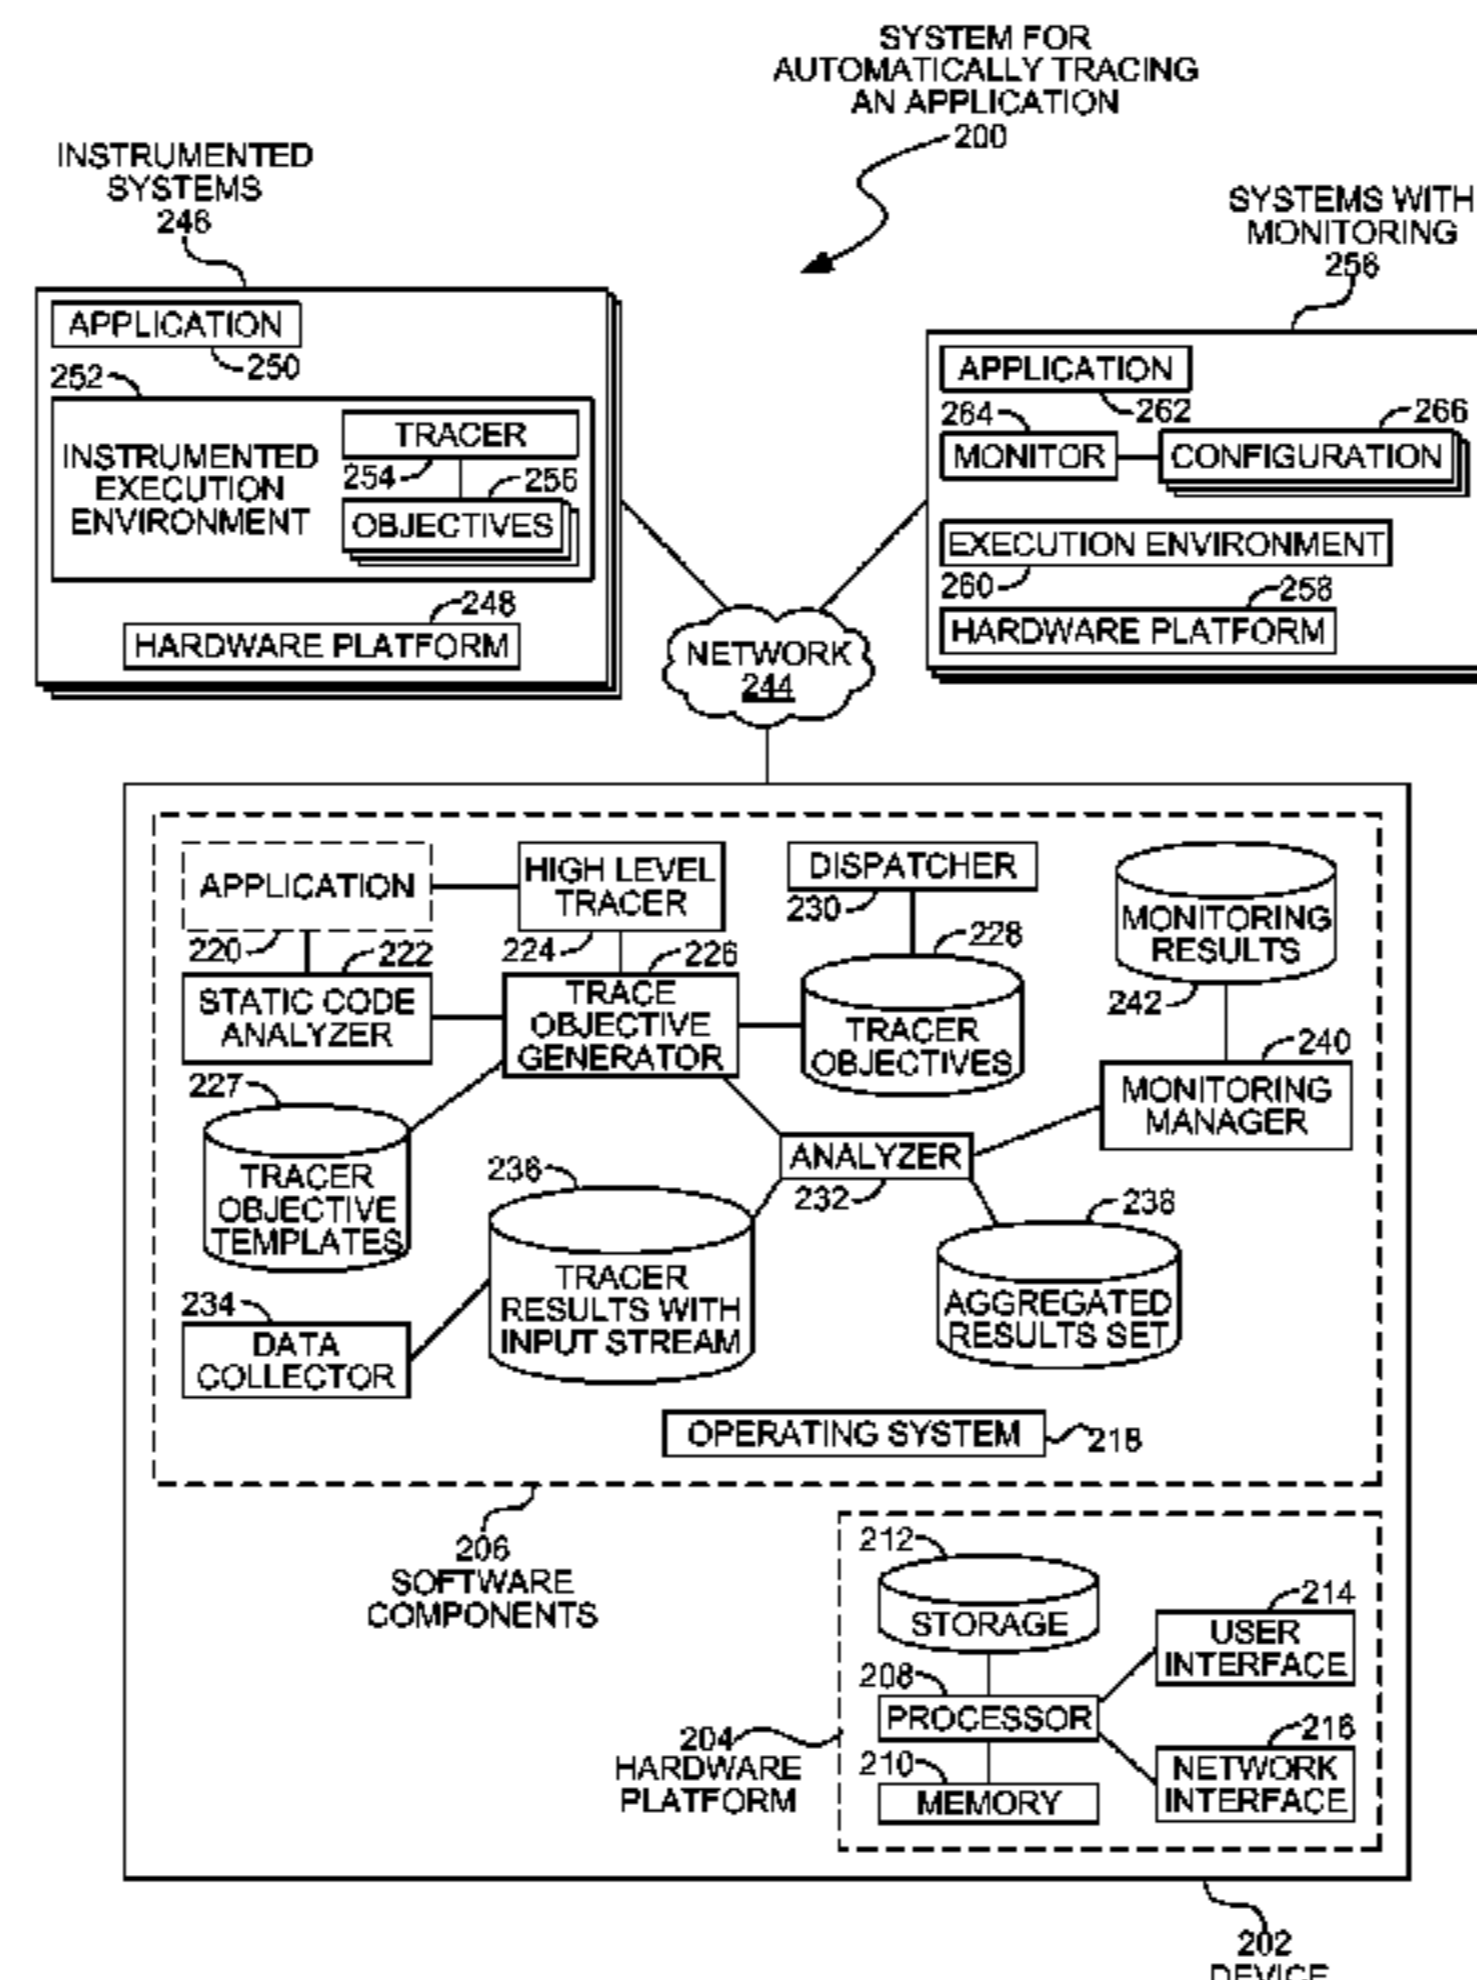 SYSTEM FOR
AUTOMATICALLY TRACING
AN APPLICATION
200
INSTRUMENTED
SYSTEMS
246
SYSTEMS WITH
MONITORING
256
APPLICATION
250
252
INSTRUMENTED
EXECUTION
ENVIRONMENT
TRACER
254
256
OBJECTIVES
248
HARDWARE PLATFORM
APPLICATION
262
264
266
MONITOR
CONFIGURATION
EXECUTION ENVIRONMENT
260
258
HARDWARE PLATFORM
NETWORK
244
APPLICATION
220
HIGH LEVEL
TRACER
224
DISPATCHER
230
MONITORING
RESULTS
242
222
STATIC CODE
ANALYZER
226
TRACE
OBJECTIVE
GENERATOR
228
TRACER
OBJECTIVES
240
MONITORING
MANAGER
227
TRACER
OBJECTIVE
TEMPLATES
236
TRACER
RESULTS WITH
INPUT STREAM
ANALYZER
232
238
AGGREGATED
RESULTS SET
234
DATA
COLLECTOR
OPERATING SYSTEM
218
206
SOFTWARE
COMPONENTS
212
STORAGE
214
USER
INTERFACE
208
PROCESSOR
204
HARDWARE
PLATFORM
210
MEMORY
216
NETWORK
INTERFACE
202
DEVICE